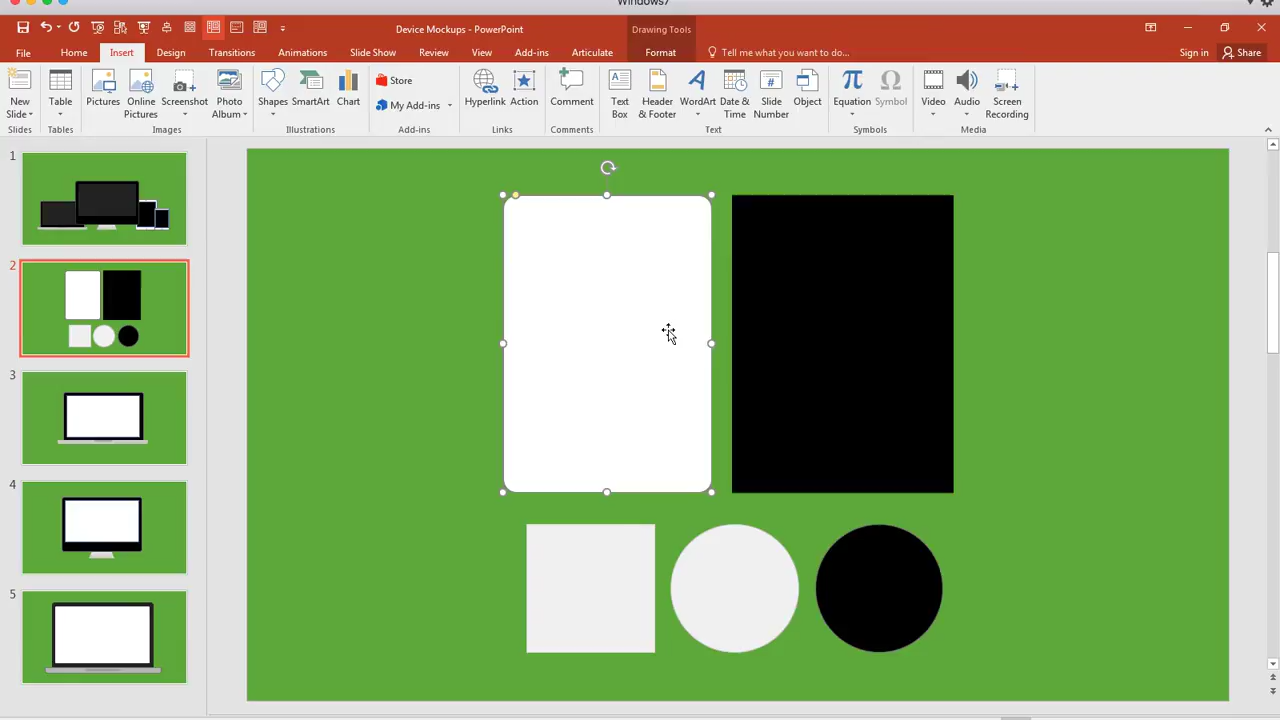 Windows7
Device Mockups - PowerPoint
Drawing Tools
File Home Insert Design Transitions Animations Slide Show Review View Add-ins Articulate Format Tell me what you want to do... Sign in Share
New Slide
Table
Pictures
Online Pictures
Screenshot
Photo Album
Shapes
SmartArt
Chart
Store
My Add-ins
Hyperlink
Action
Comment
Text Box
Header & Footer
WordArt
Date & Time
Slide Number
Object
Equation
Symbol
Video
Audio
Screen Recording
Slides Tables Images Illustrations Add-ins Links Comments Text Symbols Media
1
2
3
4
5